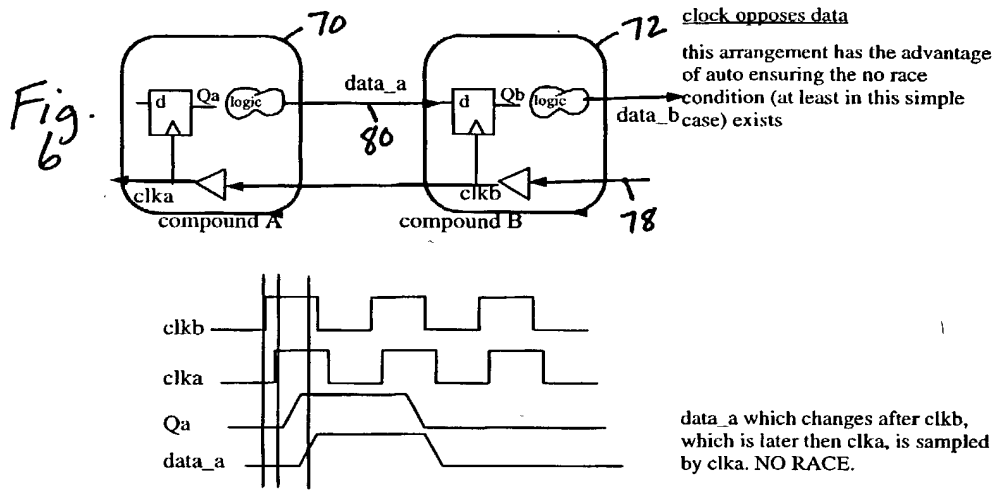 70
72
clock opposes data
this arrangement has the advantage
of auto ensuring the no race
condition (at least in this simple
case) exists
Fig.
6
d
Qa
logic
data_a
80
d
Qb
logic
data_b
clka
clkb
78
compound A
compound B
clkb
clka
Qa
data_a
data_a which changes after clkb,
which is later then clka, is sampled
by clka. NO RACE.